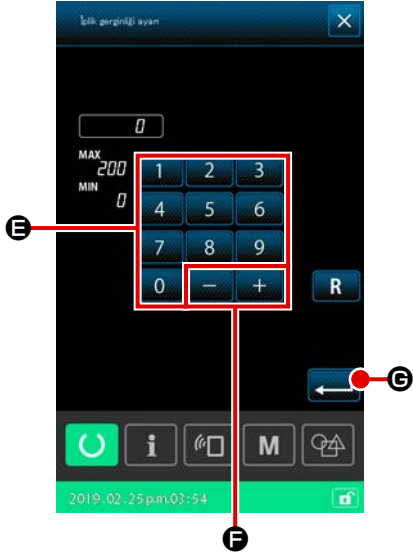 İplik gerginliği ayarı
0
MAX
200
MIN
0
1 2 3
4 5 6
7 8 9
0 − +
R
E
G
i M
2019.02.25p.m.03:54
F